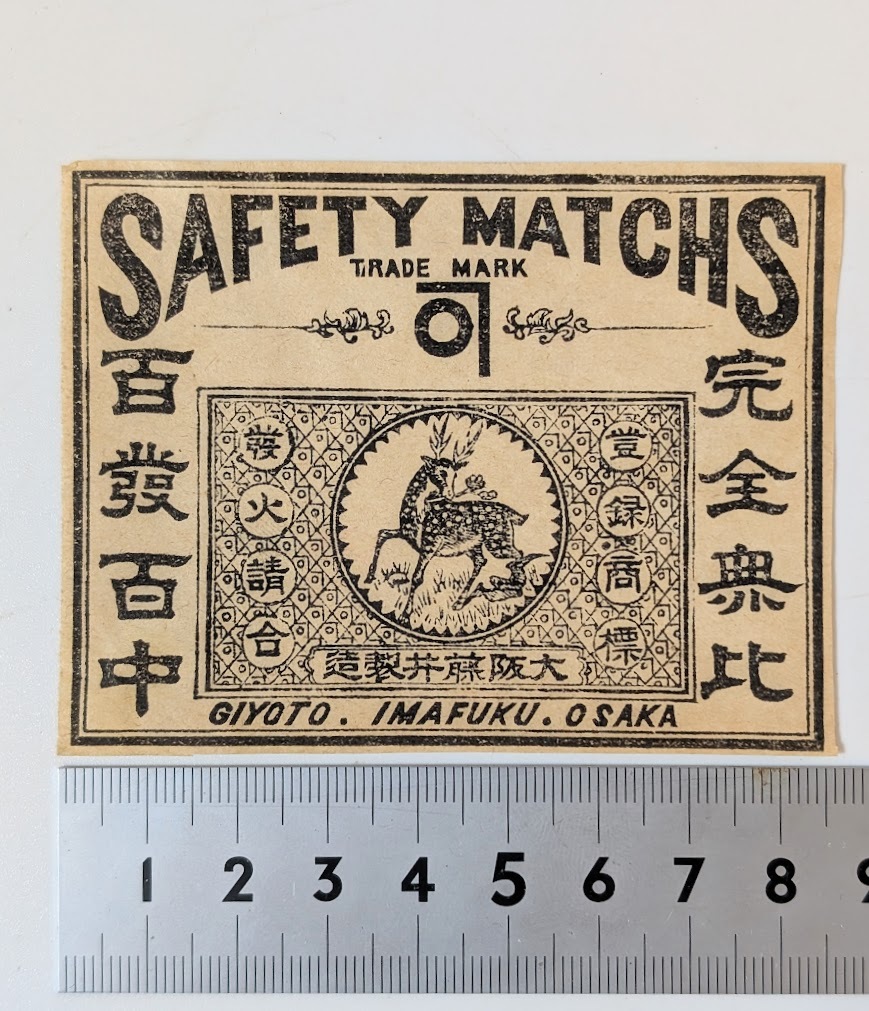 SAFETY MATCHS
TRADE MARK
完全無比
百發百中
登録商標
發火請合
大阪藤井製造
GIYOTO. IMAFUKU. OSAKA
1 2 3 4 5 6 7 8 9